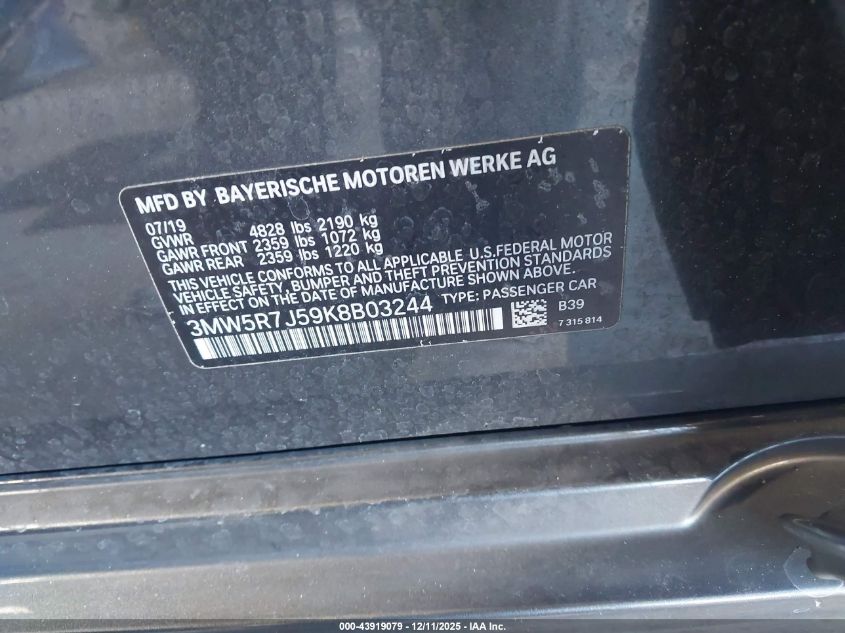 MFD BY BAYERISCHE MOTOREN WERKE AG
07/19
GVWR 4828 lbs 2190 kg
GAWR FRONT 2359 lbs 1072 kg
GAWR REAR 2359 lbs 1220 kg
THIS VEHICLE CONFORMS TO ALL APPLICABLE U.S.FEDERAL MOTOR
VEHICLE SAFETY, BUMPER AND THEFT PREVENTION STANDARDS
IN EFFECT ON THE DATE OF MANUFACTURE SHOWN ABOVE.
3MW5R7J59K8B03244 TYPE: PASSENGER CAR
B39
7 315 814
000-43919079 - 12/11/2025 - IAA Inc.